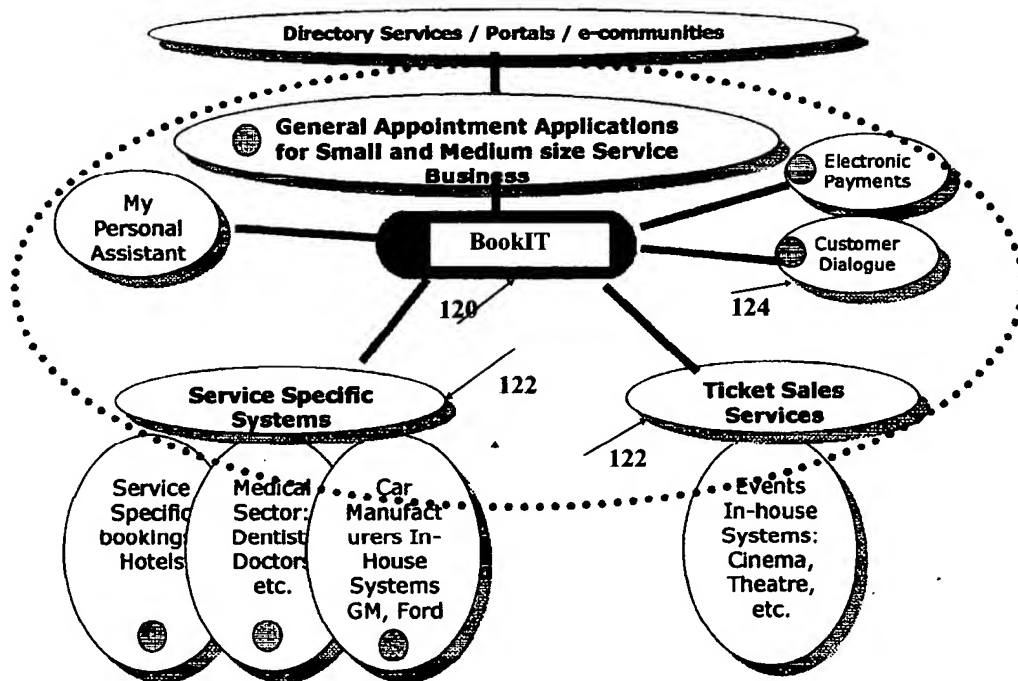 Directory Services / Portals / e-communities
General Appointment Applications
for Small and Medium size Service
Business
Electronic
Payments
My
Personal
Assistant
BookIT
Customer
Dialogue
120
124
122
Service Specific
Systems
Ticket Sales
Services
122
Service
Specific
bookings
Hotels
Medical
Sector:
Dentist
Doctors
etc.
Car
Manufact
urers In-
House
Systems
GM, Ford
Events
In-house
Systems:
Cinema,
Theatre,
etc.